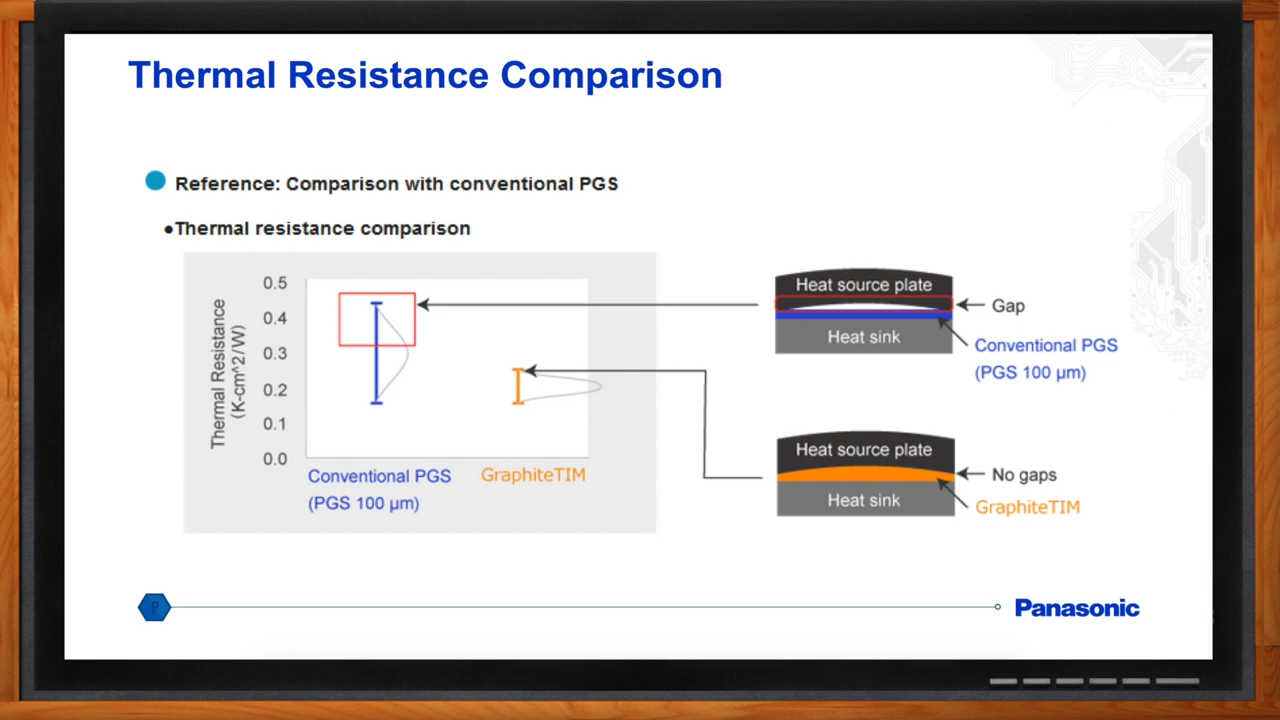 Thermal Resistance Comparison
Reference: Comparison with conventional PGS
•Thermal resistance comparison
Thermal Resistance
(K-cm^2/W)
0.5
0.4
0.3
0.2
0.1
0.0
Conventional PGS
(PGS 100 μm)
GraphiteTIM
Heat source plate
Heat sink
Gap
Conventional PGS
(PGS 100 μm)
Heat source plate
Heat sink
No gaps
GraphiteTIM
Panasonic